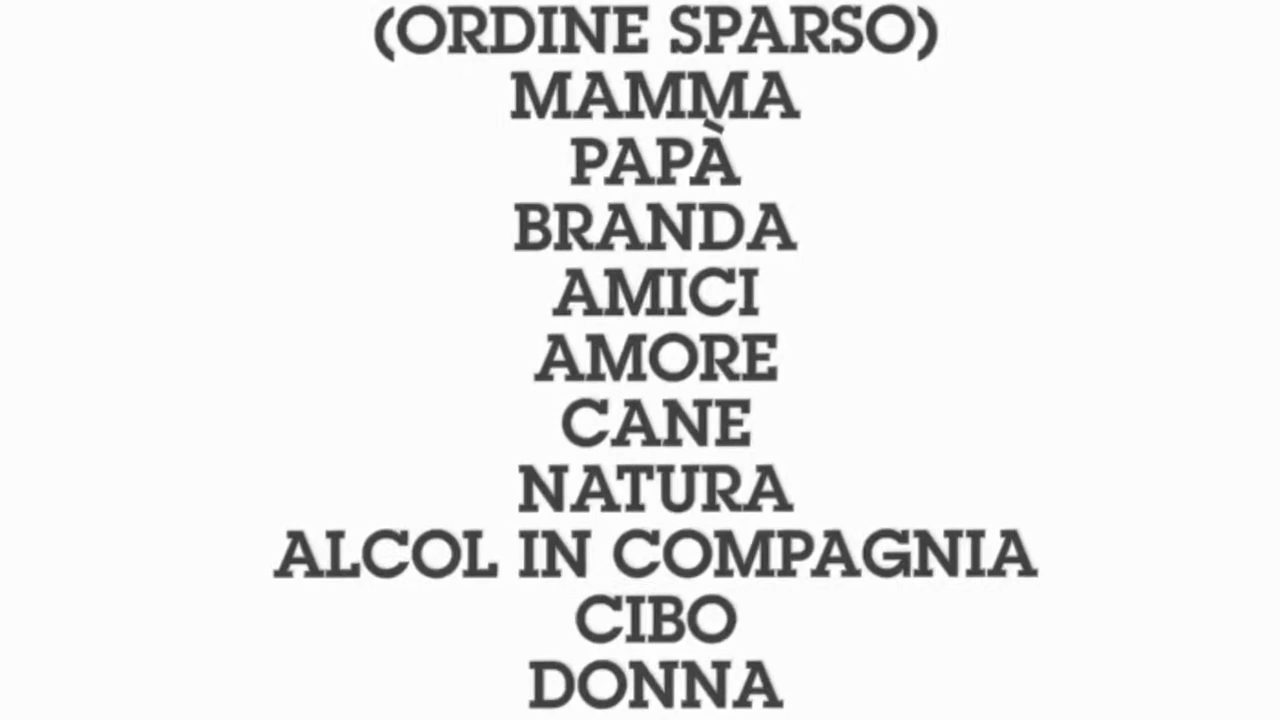 (ORDINE SPARSO)
MAMMA
PAPÀ
BRANDA
AMICI
AMORE
CANE
NATURA
ALCOL IN COMPAGNIA
CIBO
DONNA